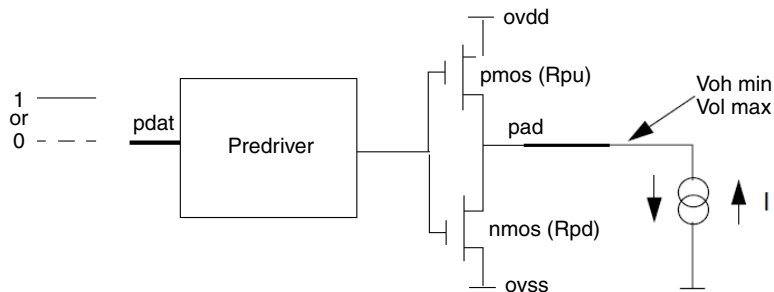 ovdd
pmos (Rpu)
Voh min
Vol max
1
or
0
pdat
Predriver
pad
nmos (Rpd)
I
ovss